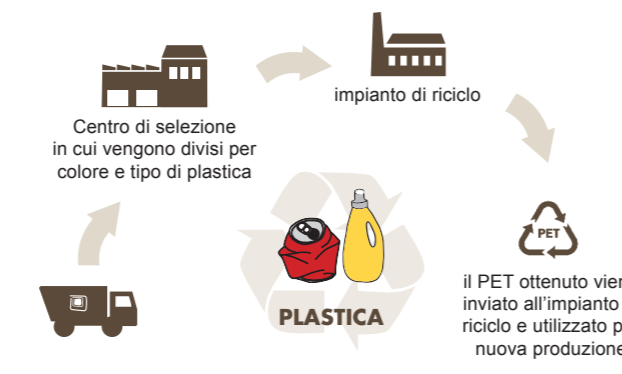 impianto di riciclo
Centro di selezione
in cui vengono divisi per
colore e tipo di plastica
PET
PLASTICA
il PET ottenuto vien
inviato all’impianto
riciclo e utilizzato p
nuova produzione